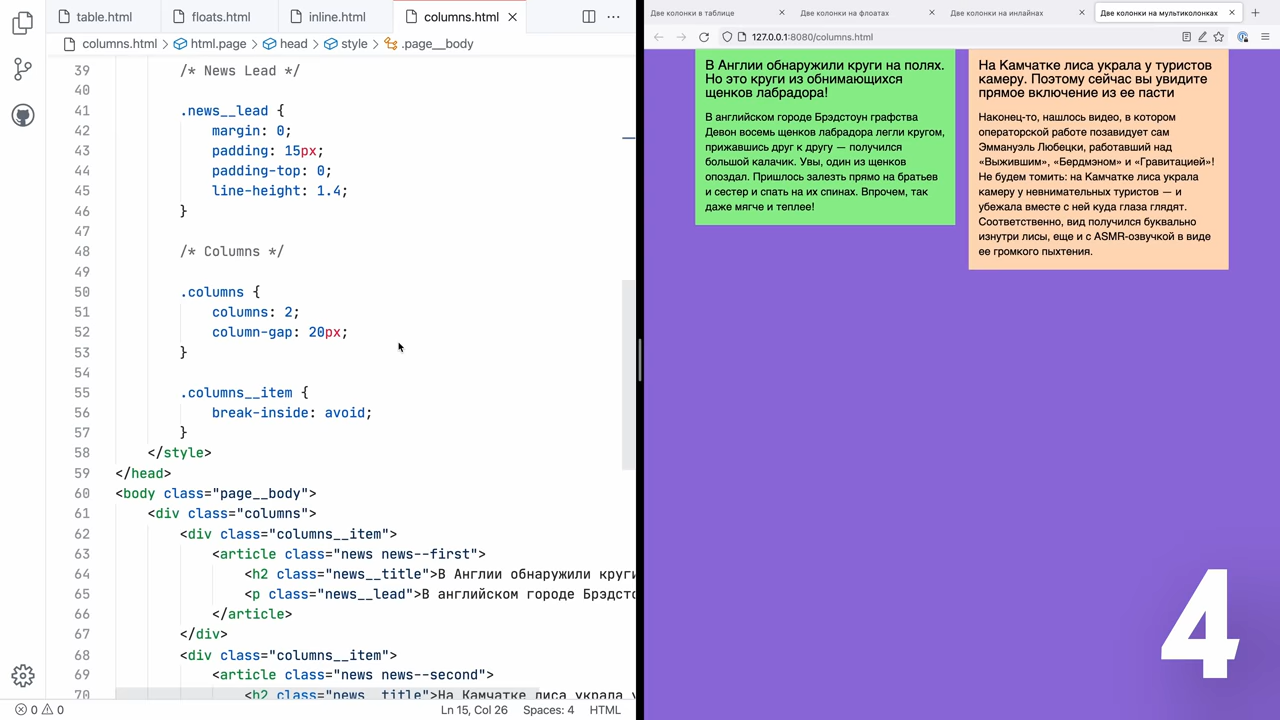 table.html
floats.html
inline.html
columns.html
columns.html > html.page > head > style > .page__body
39 /* News Lead */
40
41 .news__lead {
42 margin: 0;
43 padding: 15px;
44 padding-top: 0;
45 line-height: 1.4;
46 }
47
48 /* Columns */
49
50 .columns {
51 columns: 2;
52 column-gap: 20px;
53 }
54
55 .columns__item {
56 break-inside: avoid;
57 }
58 </style>
59 </head>
60 <body class="page__body">
61 <div class="columns">
62 <div class="columns__item">
63 <article class="news news--first">
64 <h2 class="news__title">В Англии обнаружили круги
65 <p class="news__lead">В английском городе Брэдсто
66 </article>
67 </div>
68 <div class="columns__item">
69 <article class="news news--second">
70 <h2 class="news__title">На Камчатке лиса украла у
0 0
Ln 15, Col 26
Spaces: 4
HTML
Две колонки в таблице
Две колонки на флоатах
Две колонки на инлайнах
Две колонки на мультиколонках
127.0.0.1:8080/columns.html
В Англии обнаружили круги на полях.
Но это круги из обнимающихся
щенков лабрадора!
В английском городе Брэдстоун графства
Девон восемь щенков лабрадора легли кругом,
прижавшись друг к другу — получился
большой калачик. Увы, один из щенков
опоздал. Пришлось залезть прямо на братьев
и сестер и спать на их спинах. Впрочем, так
даже мягче и теплее!
На Камчатке лиса украла у туристов
камеру. Поэтому сейчас вы увидите
прямое включение из ее пасти
Наконец-то, нашлось видео, в котором
операторской работе позавидует сам
Эммануэль Любецки, работавший над
«Выжившим», «Бердмэном» и «Гравитацией»!
Не будем томить: на Камчатке лиса украла
камеру у невнимательных туристов — и
убежала вместе с ней куда глаза глядят.
Соответственно, вид получился буквально
изнутри лисы, еще и с ASMR-озвучкой в виде
ее громкого пыхтения.
4